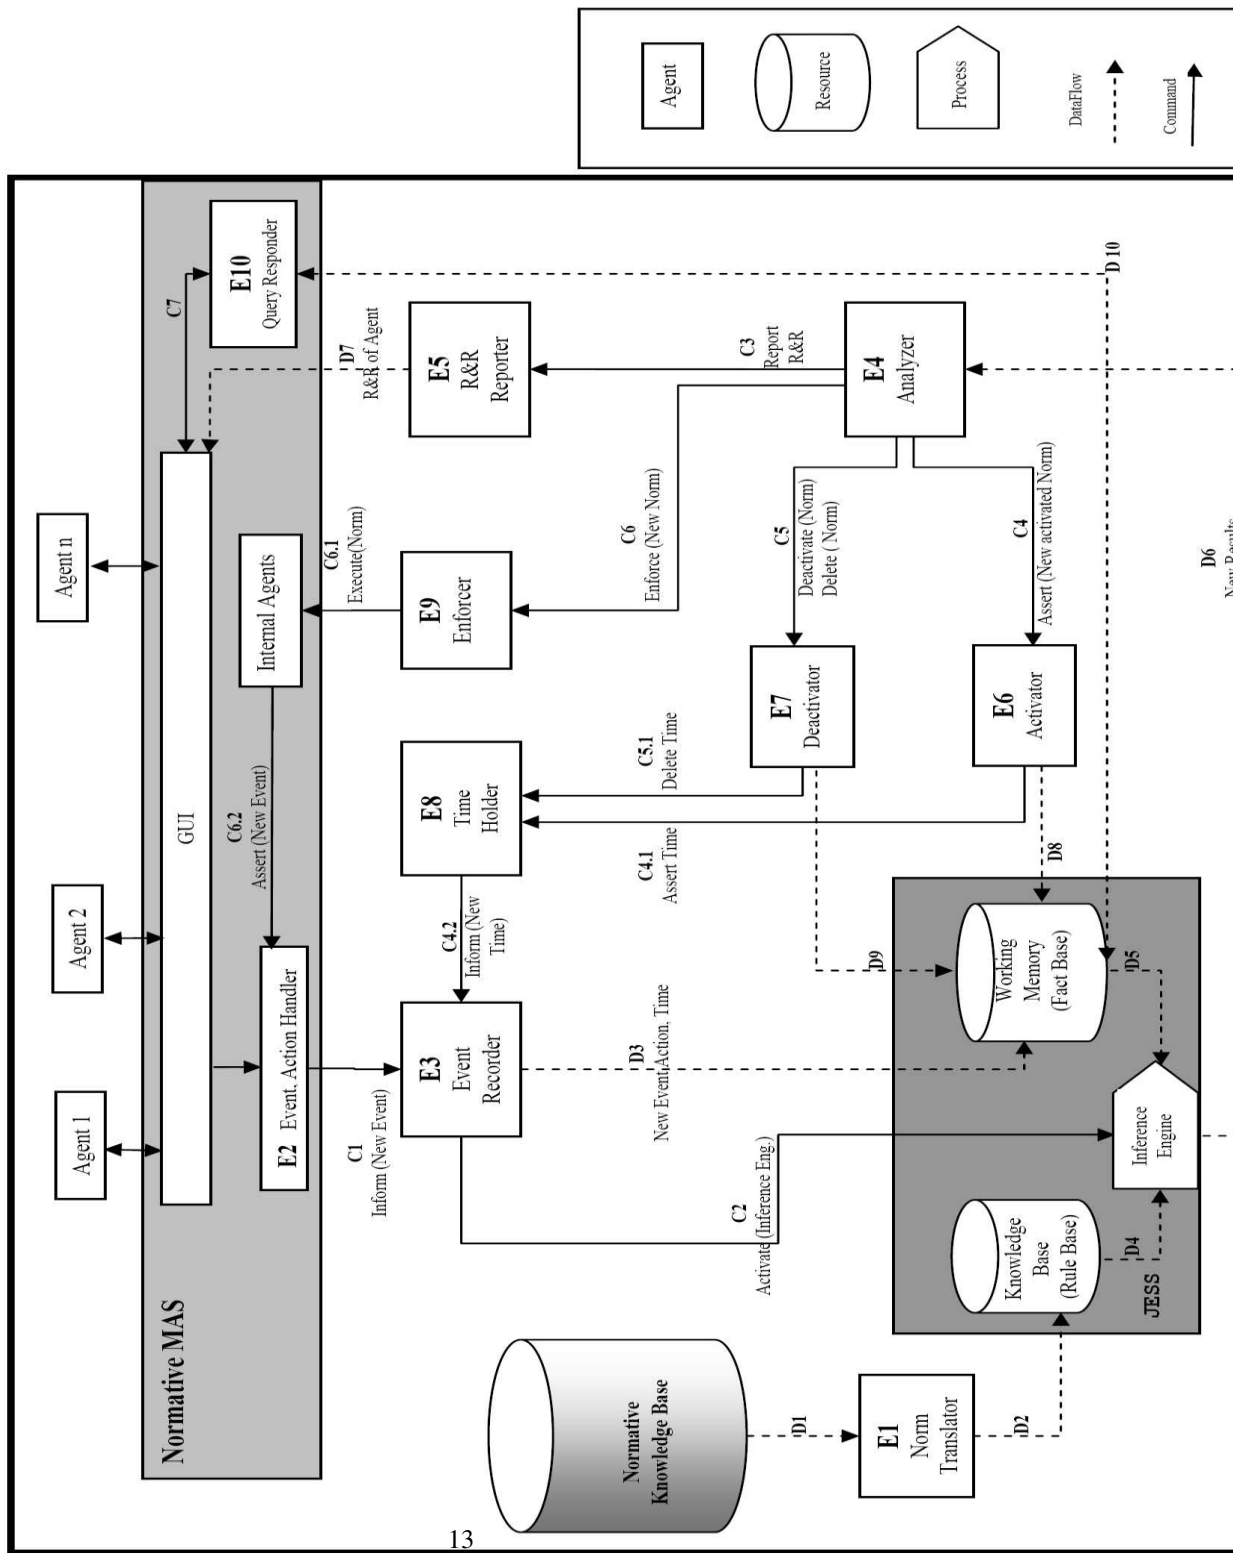 Normative MAS
Agent 1
Agent 2
Agent n
GUI
C7
E10
Query Responder
Internal Agents
C6.2
Assert (New Event)
E2 Event, Action Handler
C1
Inform (New Event)
C6.1
Execute(Norm)
D7
R&R of Agent
E3
Event
Recorder
C4.2
Inform (New
Time)
E8
Time
Holder
E9
Enforcer
E5
R&R
Reporter
C3
Report
R&R
C6
Enforce (New Norm)
C5.1
Delete Time
C4.1
Assert Time
D3
New Event,Action, Time
C2
Activate (Inference Eng.)
C5
Deactivate (Norm)
Delete ( Norm)
E4
Analyzer
E7
Deactivator
C4
Assert (New activated Norm)
E6
Activator
D9
D8
D 10
Normative
Knowledge Base
D1
E1
Norm
Translator
D2
Knowledge
Base
(Rule Base)
D4
JESS
Working
Memory
(Fact Base)
D5
Inference
Engine
D6
New Results
Agent
Resource
Process
DataFlow
Command
13